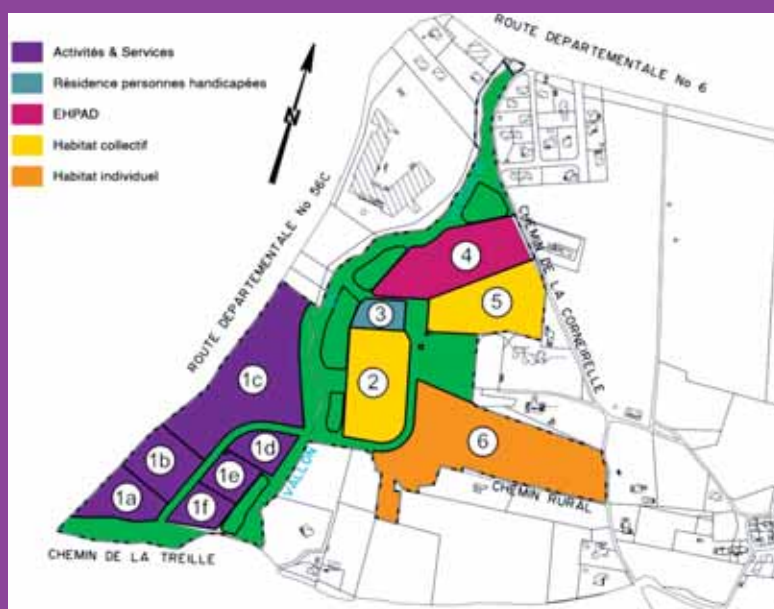 Activités & Services
Résidence personnes handicapées
EHPAD
Habitat collectif
Habitat individuel
N
ROUTE DEPARTEMENTALE No 6
ROUTE DEPARTEMENTALE No 56C
CHEMIN DE LA CORNEIRELLE
4
5
3
2
1c
6
1d
1b
1e
1a
1f
VALLON
CHEMIN RURAL
CHEMIN DE LA TREILLE